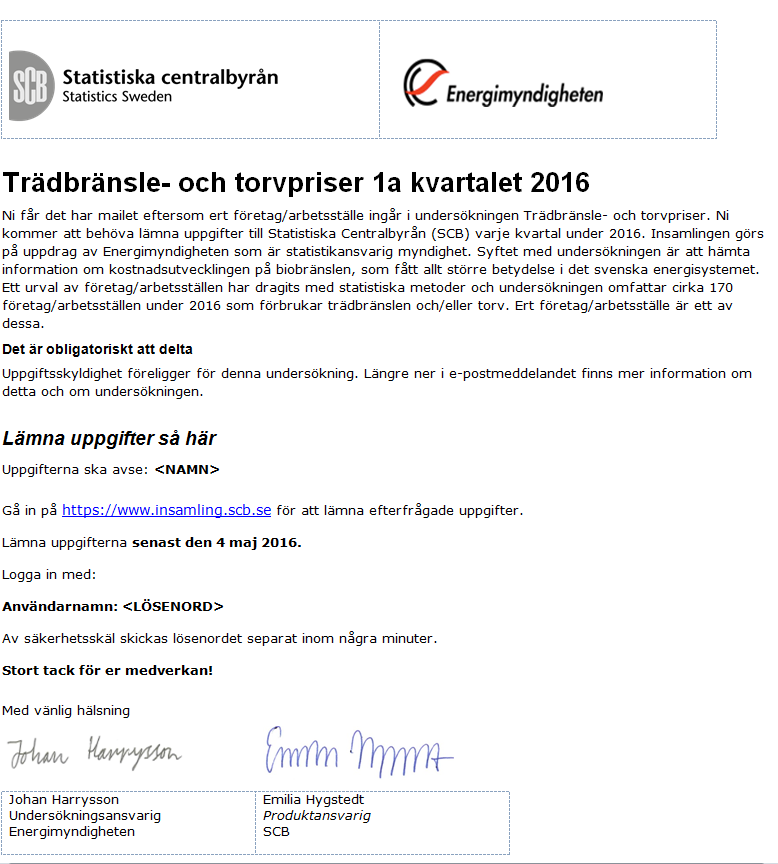 SCB Statistiska centralbyrån
Statistics Sweden
Energimyndigheten
Trädbränsle- och torvpriser 1a kvartalet 2016
Ni får det har mailet eftersom ert företag/arbetsställe ingår i undersökningen Trädbränsle- och torvpriser. Ni
kommer att behöva lämna uppgifter till Statistiska Centralbyrån (SCB) varje kvartal under 2016. Insamlingen görs
på uppdrag av Energimyndigheten som är statistikansvarig myndighet. Syftet med undersökningen är att hämta
information om kostnadsutvecklingen på biobränslen, som fått allt större betydelse i det svenska energisystemet.
Ett urval av företag/arbetsställen har dragits med statistiska metoder och undersökningen omfattar cirka 170
företag/arbetsställen under 2016 som förbrukar trädbränslen och/eller torv. Ert företag/arbetsställe är ett av
dessa.
Det är obligatoriskt att delta
Uppgiftsskyldighet föreligger för denna undersökning. Längre ner i e-postmeddelandet finns mer information om
detta och om undersökningen.
Lämna uppgifter så här
Uppgifterna ska avse: <NAMN>
Gå in på https://www.insamling.scb.se för att lämna efterfrågade uppgifter.
Lämna uppgifterna senast den 4 maj 2016.
Logga in med:
Användarnamn: <LÖSENORD>
Av säkerhetsskäl skickas lösenordet separat inom några minuter.
Stort tack för er medverkan!
Med vänlig hälsning
Johan Harrysson
Johan Harrysson
Undersökningsansvarig
Energimyndigheten
Emilia Hygstedt
Produktansvarig
SCB